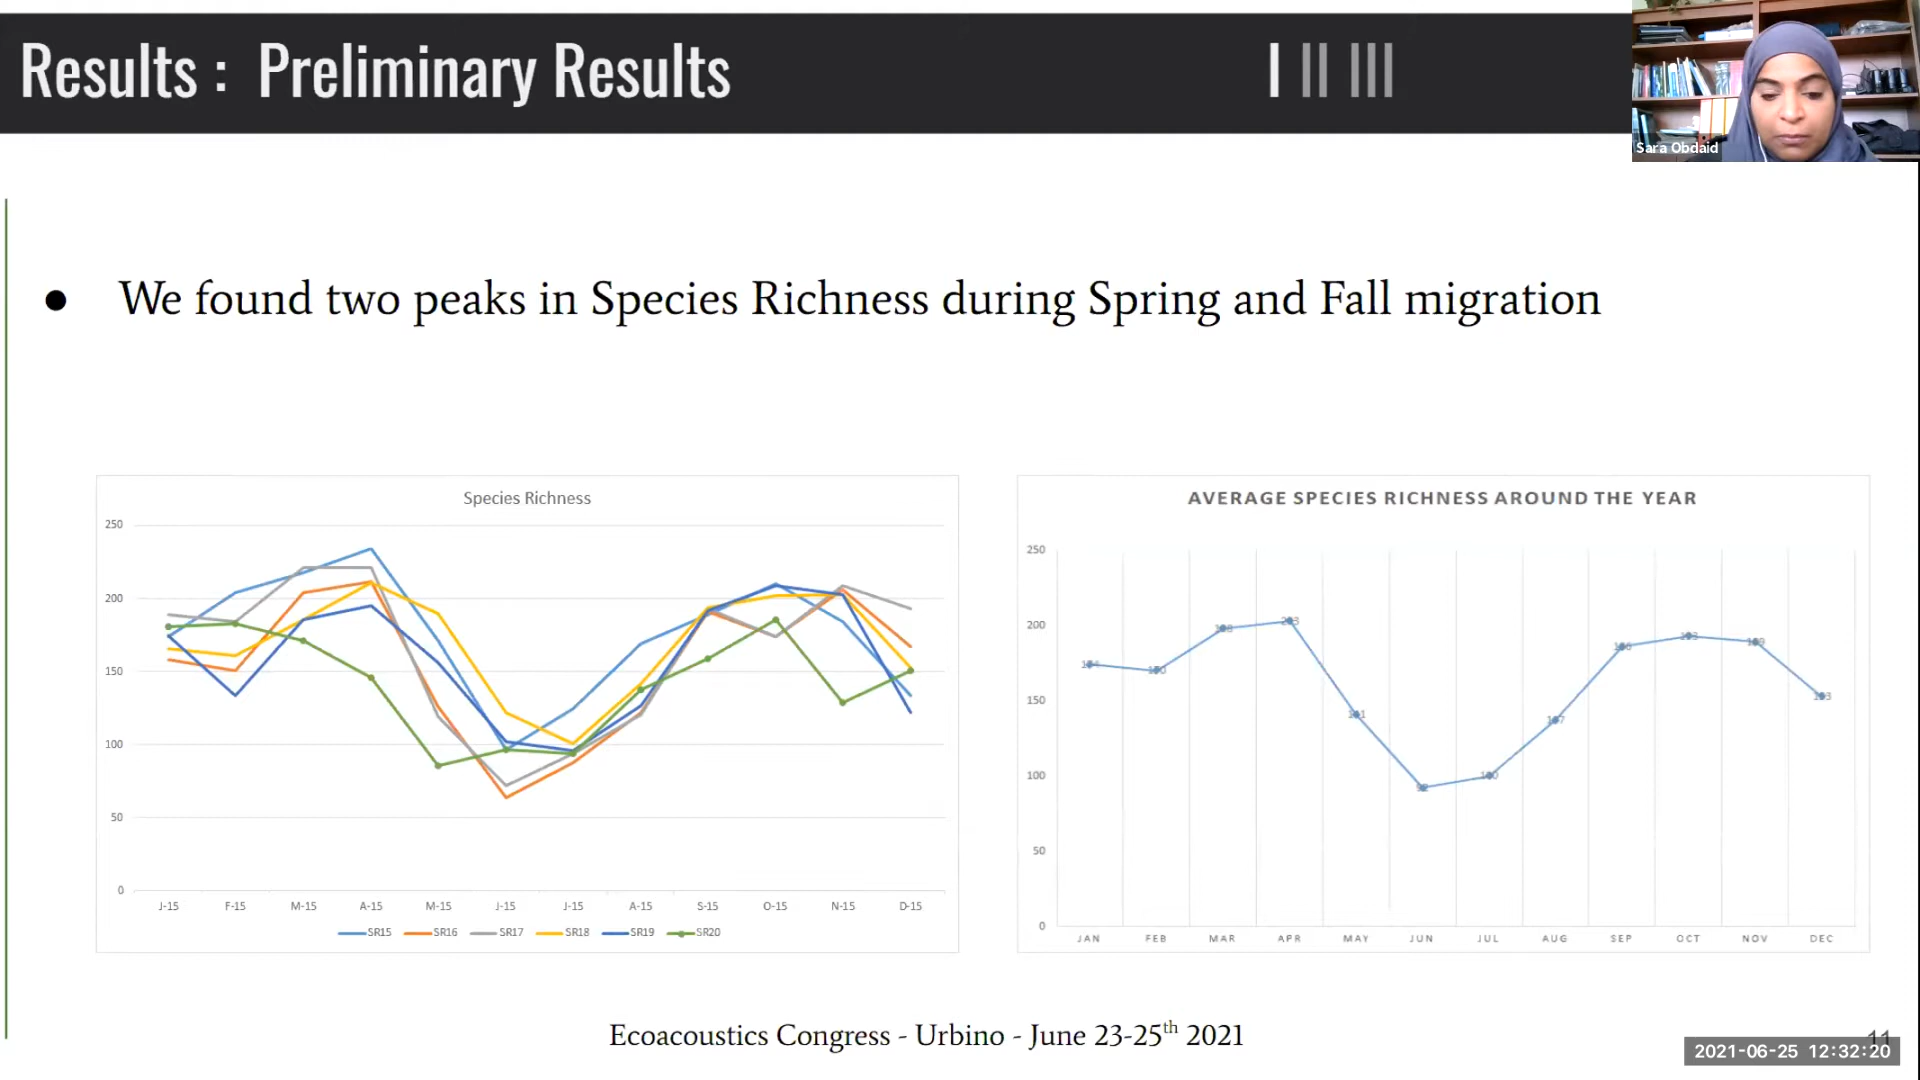 Results : Preliminary Results
I II III
Sara Obdaid
● We found two peaks in Species Richness during Spring and Fall migration
Species Richness
250
200
150
100
50
0
J-15 F-15 M-15 A-15 M-15 J-15 J-15 A-15 S-15 O-15 N-15 D-15
SR15 SR16 SR17 SR18 SR19 SR20
AVERAGE SPECIES RICHNESS AROUND THE YEAR
250
200
150
100
50
0
JAN FEB MAR APR MAY JUN JUL AUG SEP OCT NOV DEC
Ecoacoustics Congress - Urbino - June 23-25th 2021
11
2021-06-25 12:32:20